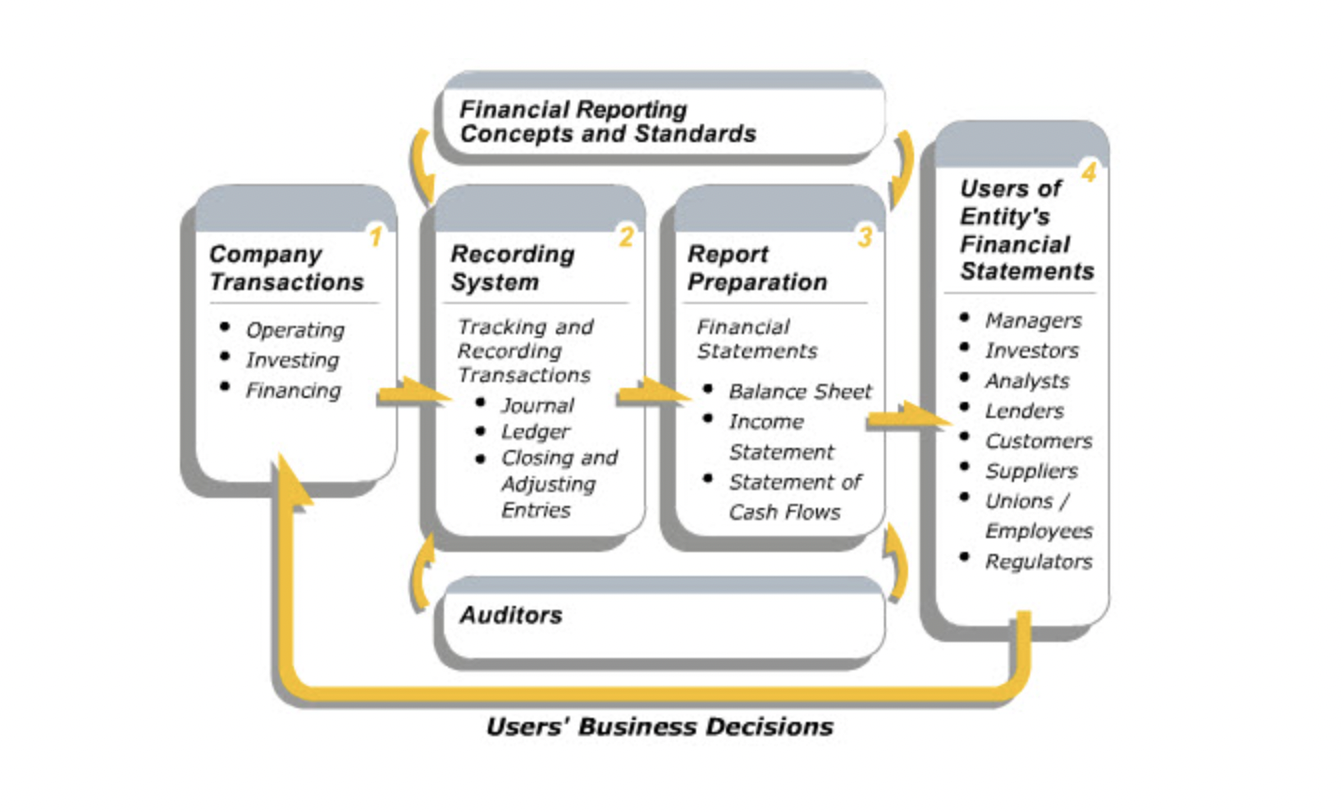 Financial Reporting
Concepts and Standards
1
Company
Transactions
• Operating
• Investing
• Financing
2
Recording
System
Tracking and
Recording
Transactions
• Journal
• Ledger
• Closing and
Adjusting
Entries
3
Report
Preparation
Financial
Statements
• Balance Sheet
• Income
Statement
• Statement of
Cash Flows
4
Users of
Entity's
Financial
Statements
• Managers
• Investors
• Analysts
• Lenders
• Customers
• Suppliers
• Unions /
Employees
• Regulators
Auditors
Users' Business Decisions